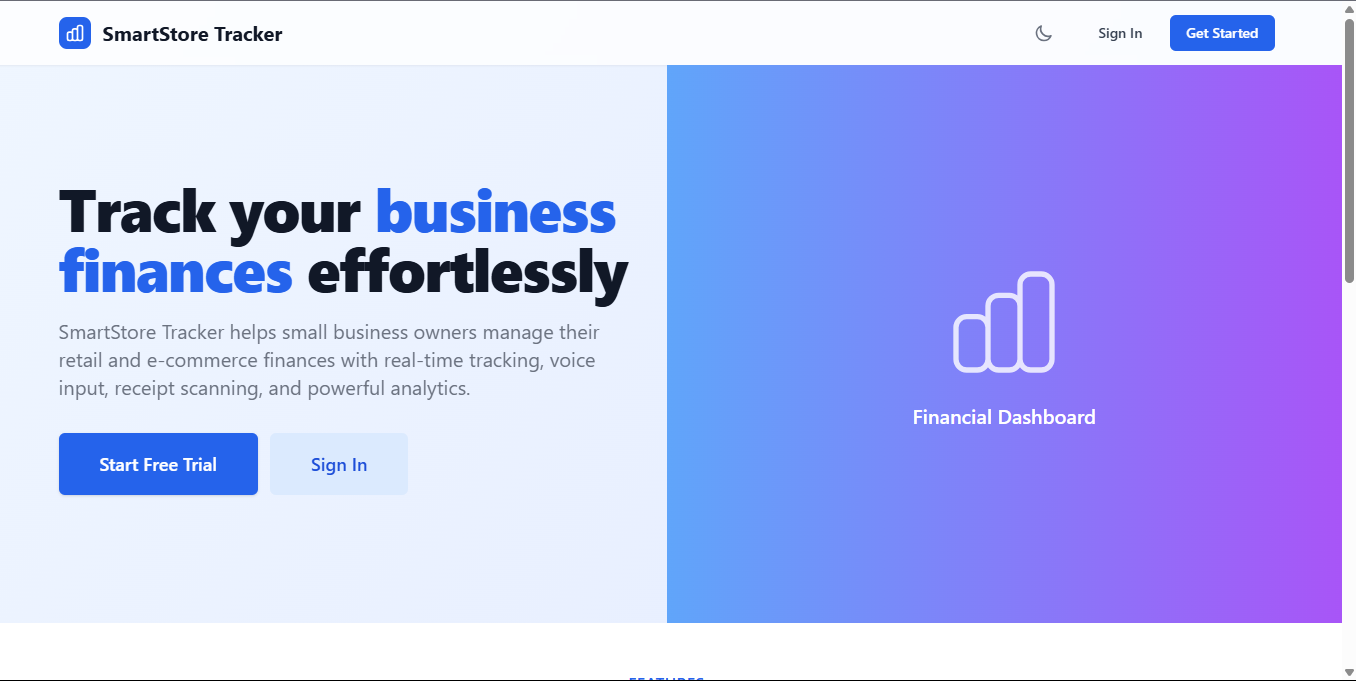 SmartStore Tracker
Sign In
Get Started
Track your business
finances effortlessly
SmartStore Tracker helps small business owners manage their
retail and e-commerce finances with real-time tracking, voice
input, receipt scanning, and powerful analytics.
Start Free Trial
Sign In
Financial Dashboard
FEATURES